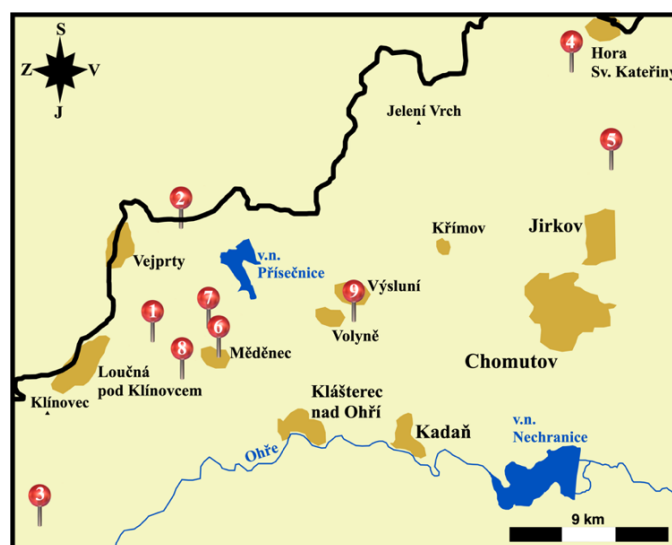 S
Z
V
J
4
Hora
Sv. Kateřiny
Jelení Vrch
5
2
Vejprty
v.n.
Přísečnice
Křímov
Jirkov
7
9
Výsluní
1
6
Volyně
8
Měděnec
Loučná
pod Klínovcem
Chomutov
Klínovec
Klášterec
nad Ohří
Kadaň
v.n.
Nechranice
Ohře
3
9 km